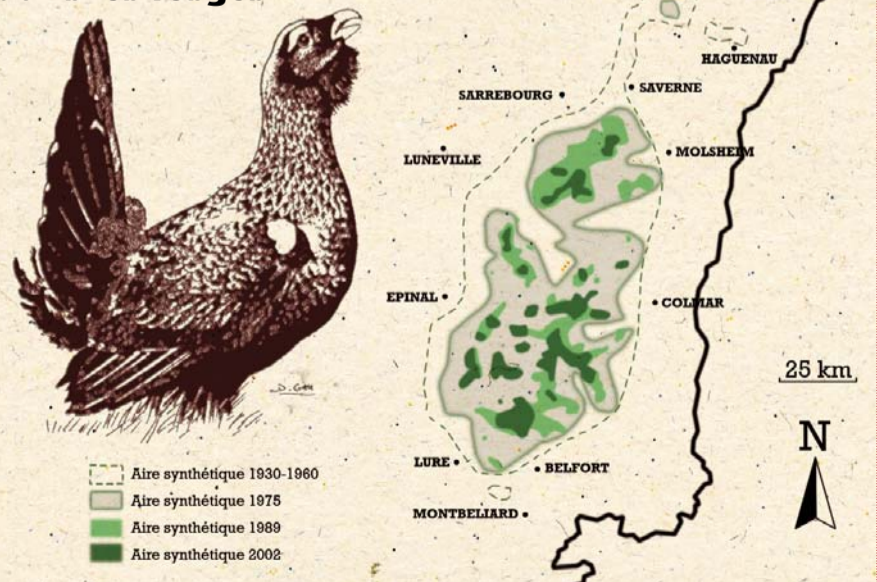 HAGUENAU
SAVERNE
SARREBOURG
MOLSHEIM
LUNEVILLE
EPINAL
COLMAR
25 km
N
LURE
BELFORT
MONTBELIARD
Aire synthétique 1930-1960
Aire synthétique 1975
Aire synthétique 1989
Aire synthétique 2002